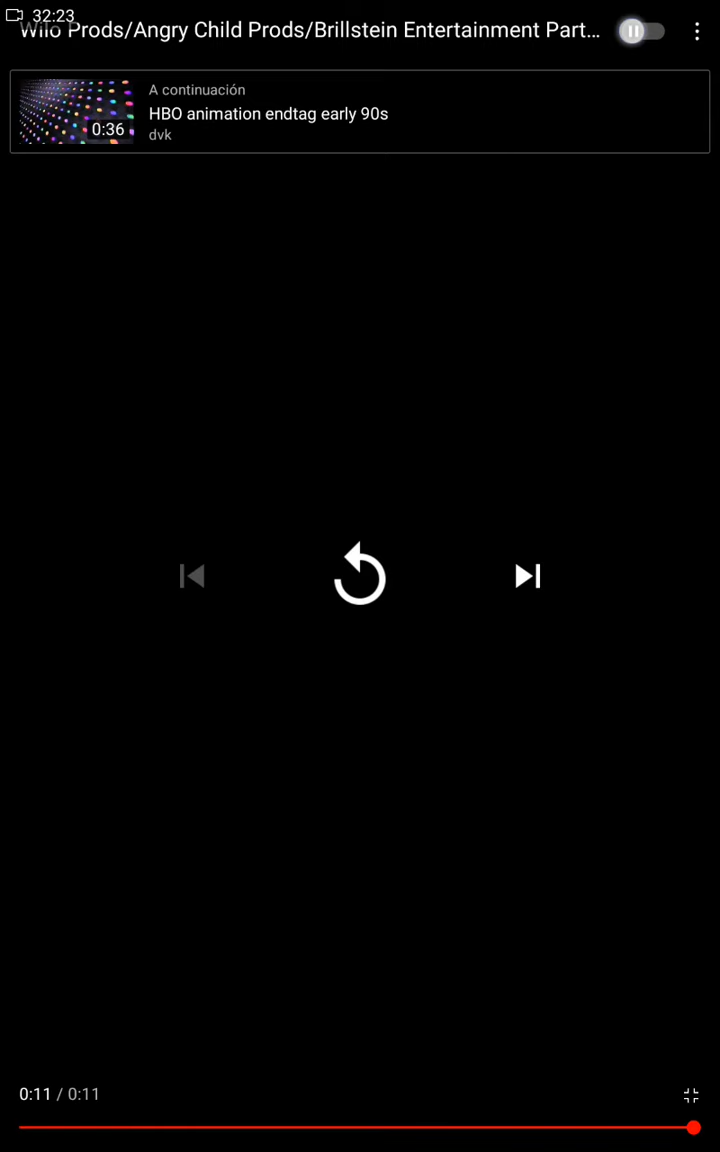 32:23
Wilo Prods/Angry Child Prods/Brillstein Entertainment Part...
A continuación
HBO animation endtag early 90s
0:36
dvk
0:11 / 0:11